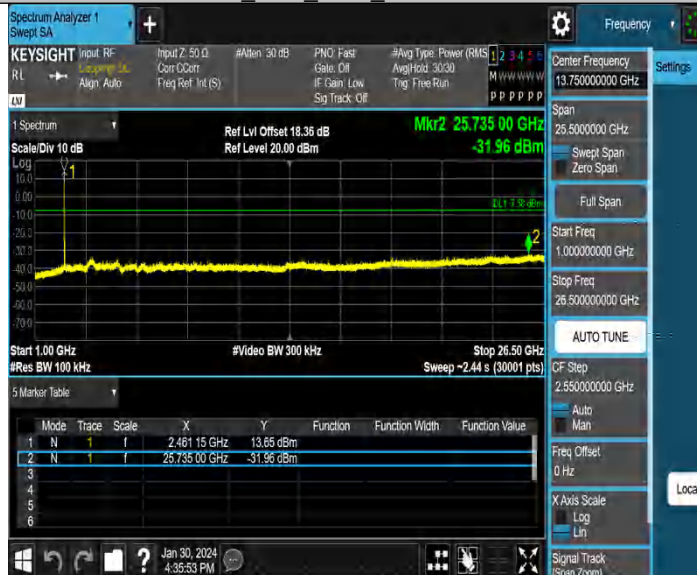 Spectrum Analyzer 1
Swept SA
+
Frequency
KEYSIGHT
RL
Input: RF
Align: Auto
Input Z: 50 Ω
Corr CCorr
Freq Ref: Int (S)
#Atten: 30 dB
PNO: Fast
Gate: Off
IF Gain: Low
Sig Track: Off
#Avg Type: Power (RMS)
Avg|Hold: 30/30
Trig: Free Run
1 2 3 4 5 6
M W W W W W
P P P P P P
LXI
1 Spectrum
Scale/Div 10 dB
Ref Lvl Offset 18.36 dB
Ref Level 20.00 dBm
Mkr2 25.735 00 GHz
-31.96 dBm
Log
10.0
0.00
-10.0
-20.0
-30.0
-40.0
-50.0
-60.0
-70.0
1
2
Start 1.00 GHz
#Res BW 100 kHz
#Video BW 300 kHz
Stop 26.50 GHz
Sweep ~2.44 s (30001 pts)
5 Marker Table
Mode Trace Scale X Y Function Function Width Function Value
1 N 1 f 2.461 15 GHz 13.65 dBm
2 N 1 f 25.735 00 GHz -31.96 dBm
3
4
5
6
?
Jan 30, 2024
4:35:53 PM
Center Frequency
13.750000000 GHz
Settings
Span
25.5000000 GHz
Swept Span
Zero Span
Full Span
Start Freq
1.000000000 GHz
Stop Freq
26.500000000 GHz
AUTO TUNE
CF Step
2.550000000 GHz
Auto
Man
Freq Offset
0 Hz
X Axis Scale
Log
Lin
Loca
Signal Track
(Span Zoom)